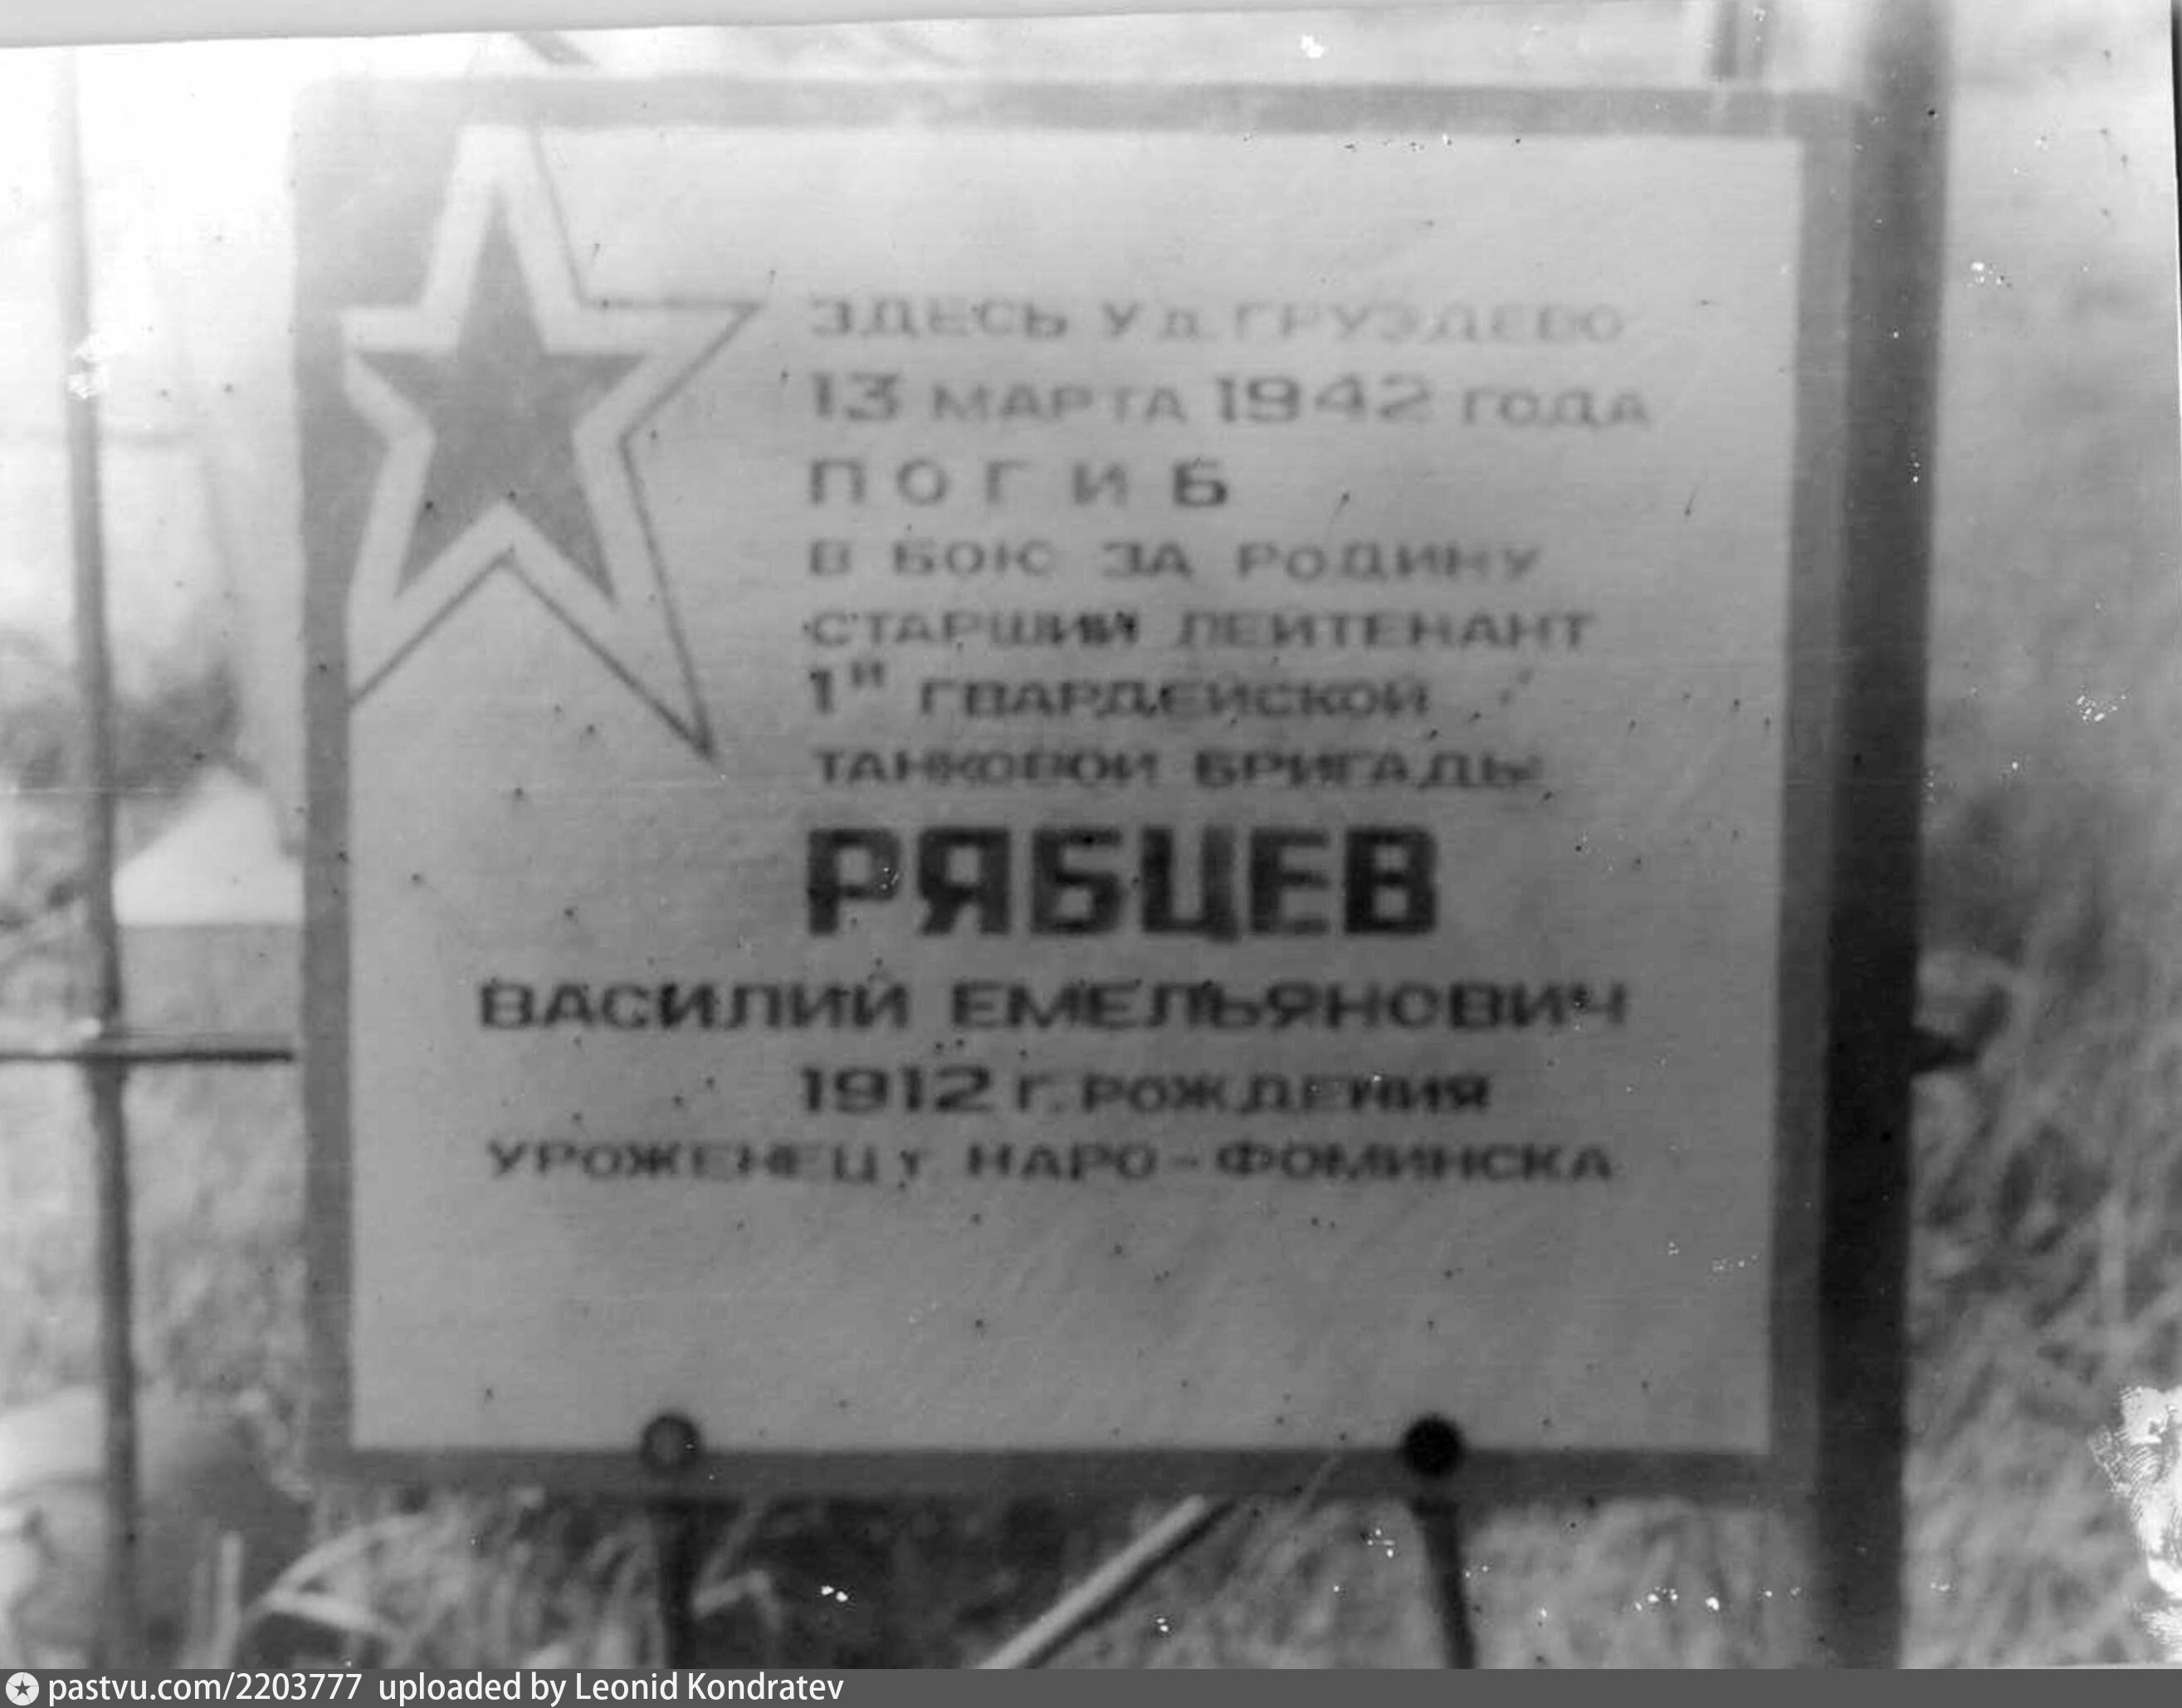 ЗДЕСЬ У Д. ГРУЗДЕВО
13 МАРТА 1942 ГОДА
ПОГИБ
В БОЮ ЗА РОДИНУ
СТАРШИЙ ЛЕЙТЕНАНТ
1Й ГВАРДЕЙСКОЙ
ТАНКОВОЙ БРИГАДЫ
РЯБЦЕВ
ВАСИЛИЙ ЕМЕЛЬЯНОВИЧ
1912 Г. РОЖДЕНИЯ
УРОЖЕНЕЦ Г. НАРО-ФОМИНСКА
pastvu.com/2203777 uploaded by Leonid Kondratev